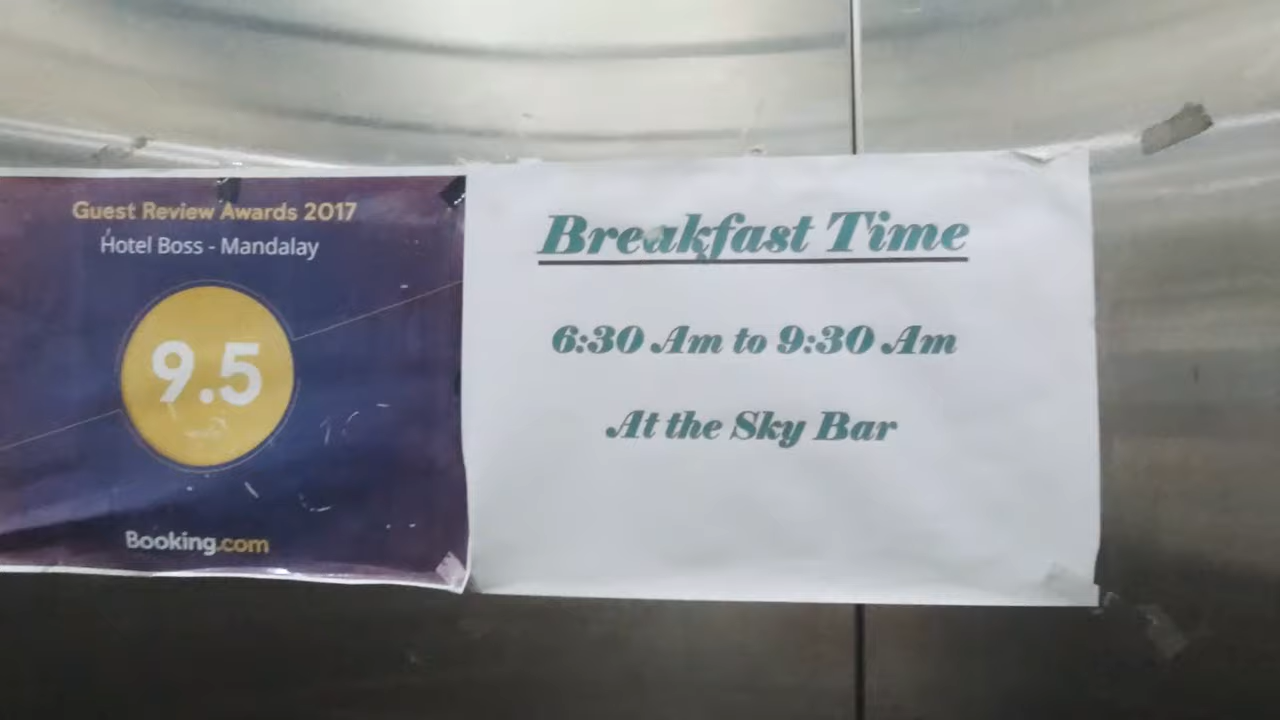 Guest Review Awards 2017
Hotel Boss - Mandalay
9.5
Booking.com
Breakfast Time
6:30 Am to 9:30 Am
At the Sky Bar